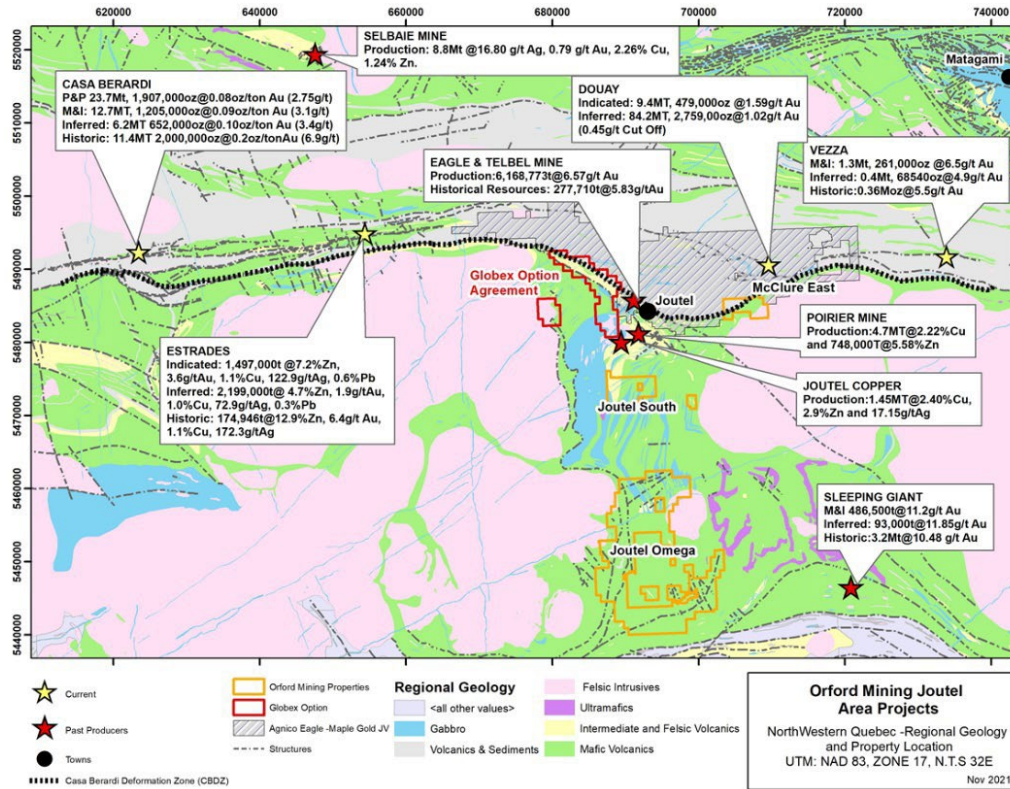 620000
640000
660000
680000
700000
720000
740000
5520000
5510000
5500000
5490000
5480000
5470000
5460000
5450000
5440000
SELBAIE MINE
Production: 8.8Mt @16.80 g/t Ag, 0.79 g/t Au, 2.26% Cu,
1.24% Zn.
Matagami
CASA BERARDI
P&P 23.7Mt, 1,907,000oz@0.08oz/ton Au (2.75g/t)
M&I: 12.7MT, 1,205,000oz@0.09oz/ton Au (3.1g/t)
Inferred: 6.2MT 652,000oz@0.10oz/ton Au (3.4g/t)
Historic: 11.4MT 2,000,000oz@0.2oz/tonAu (6.9g/t)
DOUAY
Indicated: 9.4MT, 479,000oz @1.59g/t Au
Inferred: 84.2MT, 2,759,00oz@1.02g/t Au
(0.45g/t Cut Off)
EAGLE & TELBEL MINE
Production:6,168,773t@6.57g/t Au
Historical Resources: 277,710t@5.83g/tAu
VEZZA
M&I: 1.3Mt, 261,000oz @6.5g/t Au
Inferred: 0.4Mt, 68540oz@4.9g/t Au
Historic:0.36Moz@5.5g/t Au
Globex Option
Agreement
Joutel
McClure East
POIRIER MINE
Production:4.7MT@2.22%Cu
and 748,000T@5.58%Zn
ESTRADES
Indicated: 1,497,000t @7.2%Zn,
3.6g/tAu, 1.1%Cu, 122.9g/tAg, 0.6%Pb
Inferred: 2,199,000t@ 4.7%Zn, 1.9g/tAu,
1.0%Cu, 72.9g/tAg, 0.3%Pb
Historic: 174,946t@12.9%Zn, 6.4g/t Au,
1.1%Cu, 172.3g/tAg
JOUTEL COPPER
Production:1.45MT@2.40%Cu,
2.9%Zn and 17.15g/tAg
Joutel South
SLEEPING GIANT
M&I 486,500t@11.2g/t Au
Inferred: 93,000t@11.85g/t Au
Historic:3.2Mt@10.48 g/t Au
Joutel Omega
Current
Past Producers
Towns
Casa Berardi Deformation Zone (CBDZ)
Orford Mining Properties
Globex Option
Agnico Eagle -Maple Gold JV
Structures
Regional Geology
<all other values>
Gabbro
Volcanics & Sediments
Felsic Intrusives
Ultramafics
Intermediate and Felsic Volcanics
Mafic Volcanics
Orford Mining Joutel
Area Projects
NorthWestern Quebec -Regional Geology
and Property Location
UTM: NAD 83, ZONE 17, N.T.S 32E
Nov 2021